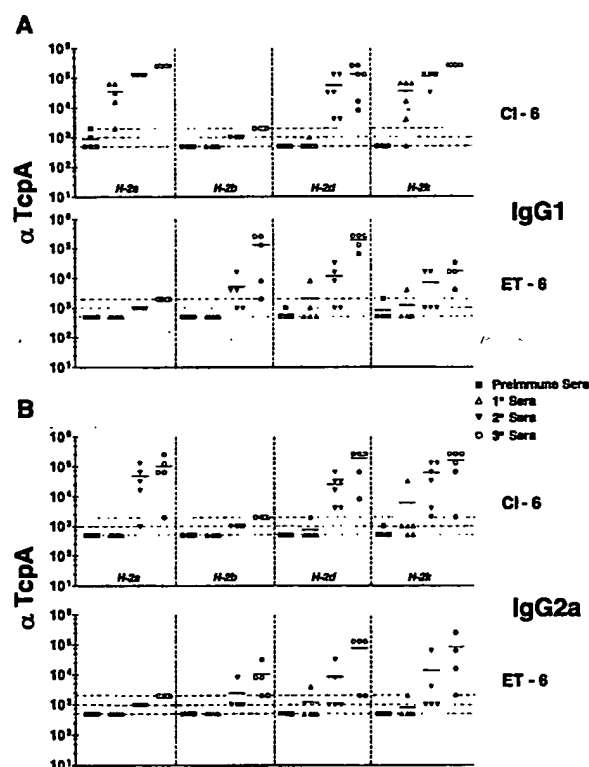 A
10⁶
10⁵
10⁴
10³
10²
10¹
H-2a H-2b H-2d H-2k
CI - 6
α TcpA
IgG1
10⁶
10⁵
10⁴
10³
10²
10¹
ET - 6
■ Preimmune Sera
△ 1° Sera
▼ 2° Sera
○ 3° Sera
B
10⁶
10⁵
10⁴
10³
10²
10¹
H-2a H-2b H-2d H-2k
CI - 6
α TcpA
IgG2a
10⁶
10⁵
10⁴
10³
10²
10¹
ET - 6